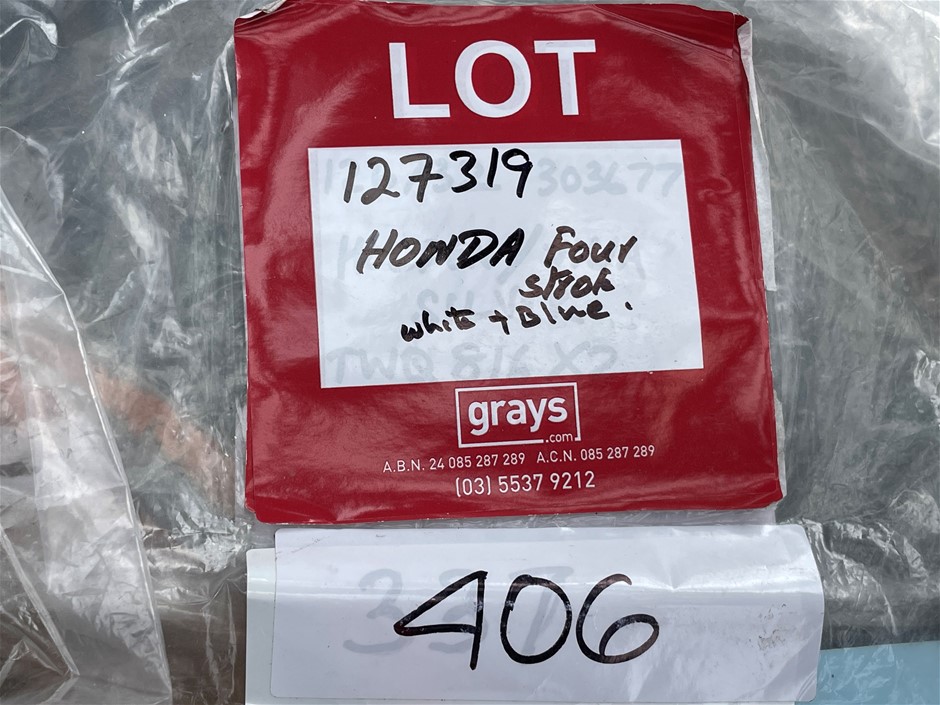 LOT
127319
HONDA Four
strok
white + Blue.
grays
.com
A.B.N. 24 085 287 289 A.C.N. 085 287 289
(03) 5537 9212
406